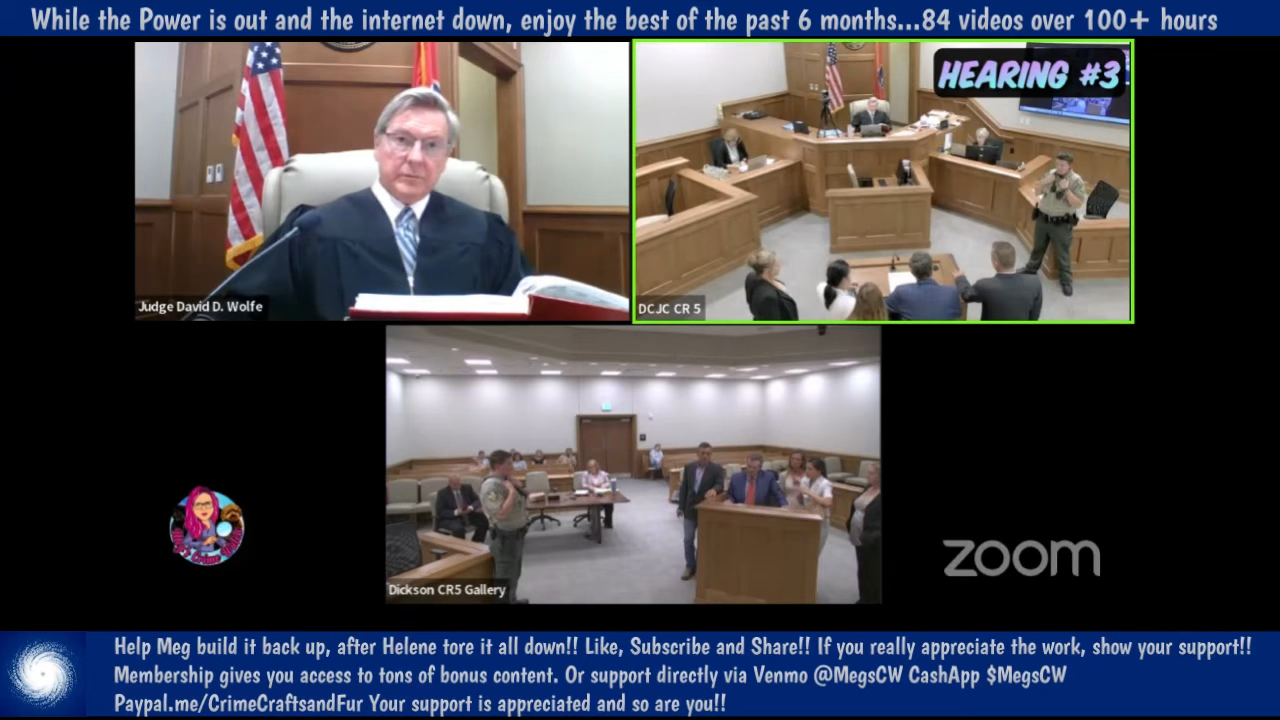 While the Power is out and the internet down, enjoy the best of the past 6 months...84 videos over 100+ hours
HEARING #3
Judge David D. Wolfe
DCJC CR 5
Dickson CR5 Gallery
zoom
Help Meg build it back up, after Helene tore it all down!! Like, Subscribe and Share!! If you really appreciate the work, show your support!!
Membership gives you access to tons of bonus content. Or support directly via Venmo @MegsCW CashApp $MegsCW
Paypal.me/CrimeCraftsandFur Your support is appreciated and so are you!!